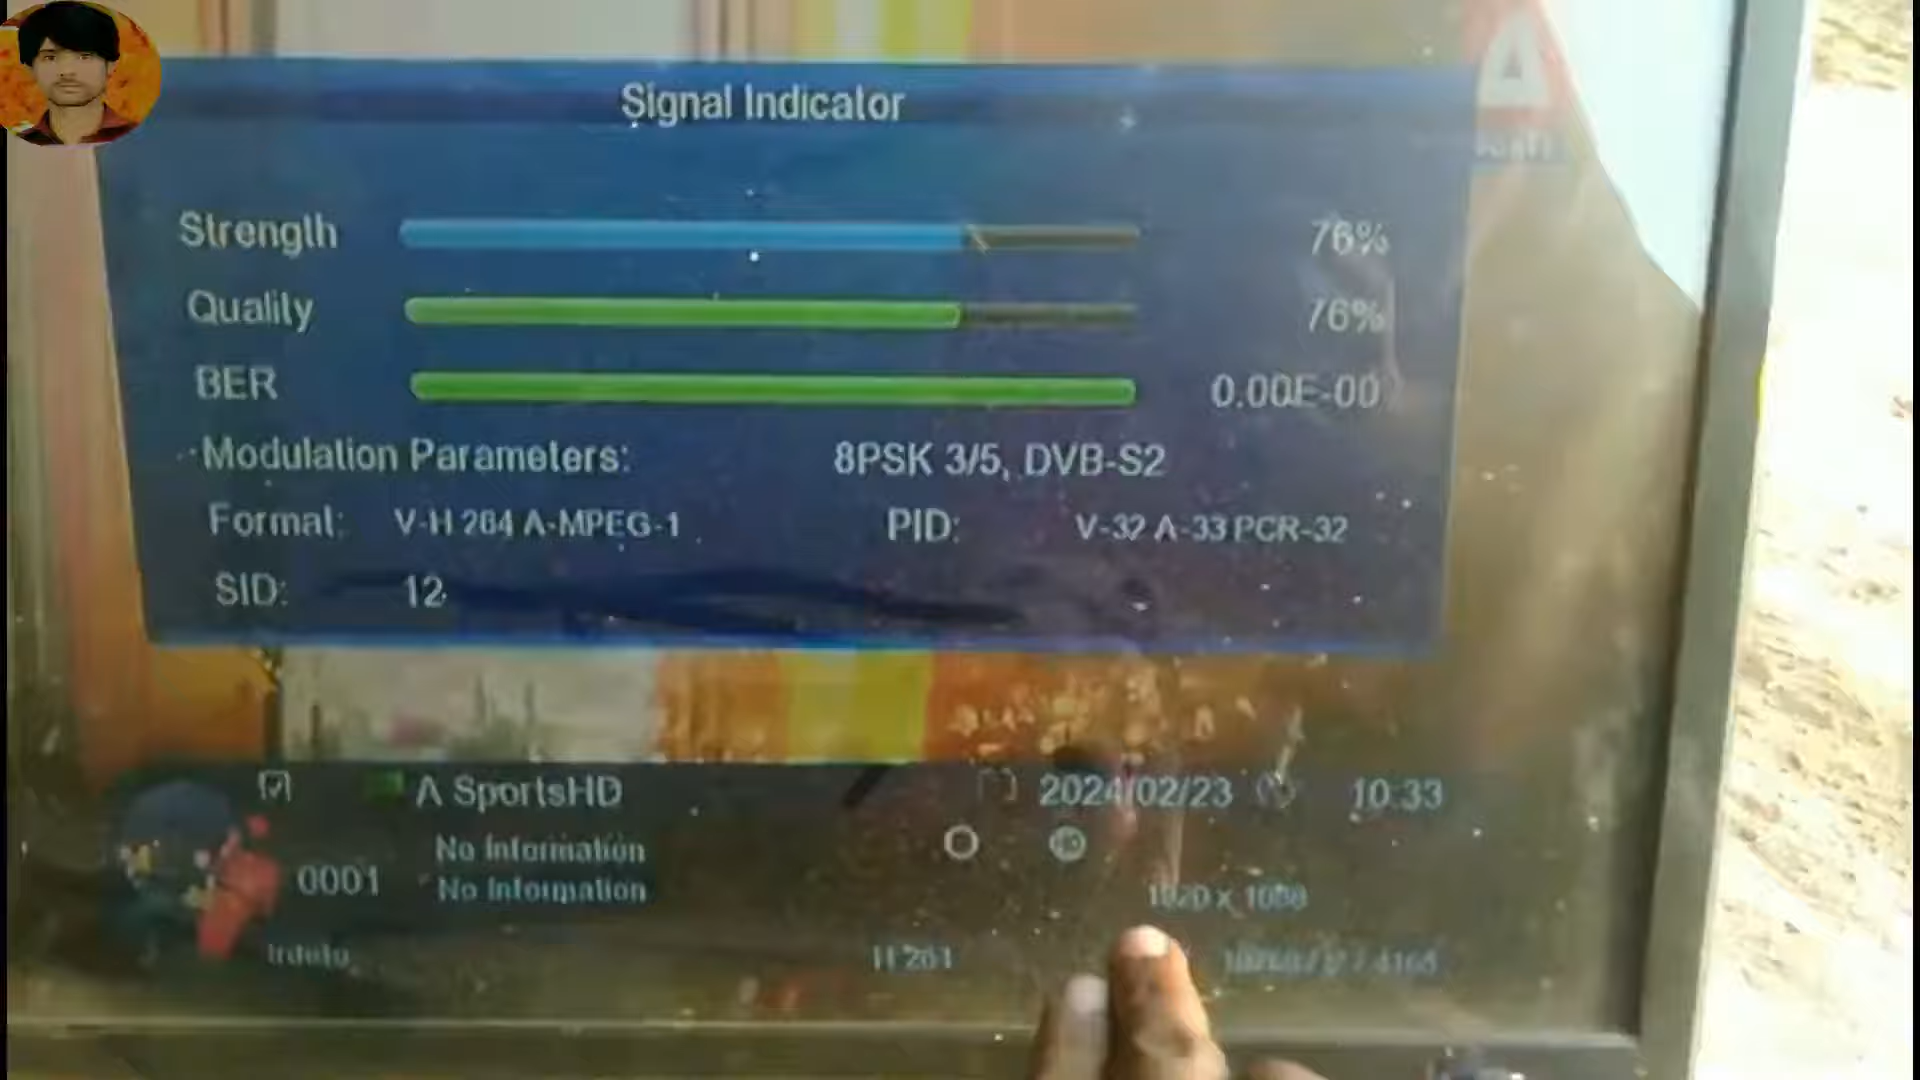 Signal Indicator
Strength 76%
Quality 76%
BER 0.00E-00
Modulation Parameters: 8PSK 3/5, DVB-S2
Format: V-H 264 A-MPEG-1 PID: V-32 A-33 PCR-32
SID: 12
A SportsHD 2024/02/23 10:33
No Information HD
0001 No Information
1920 x 1088